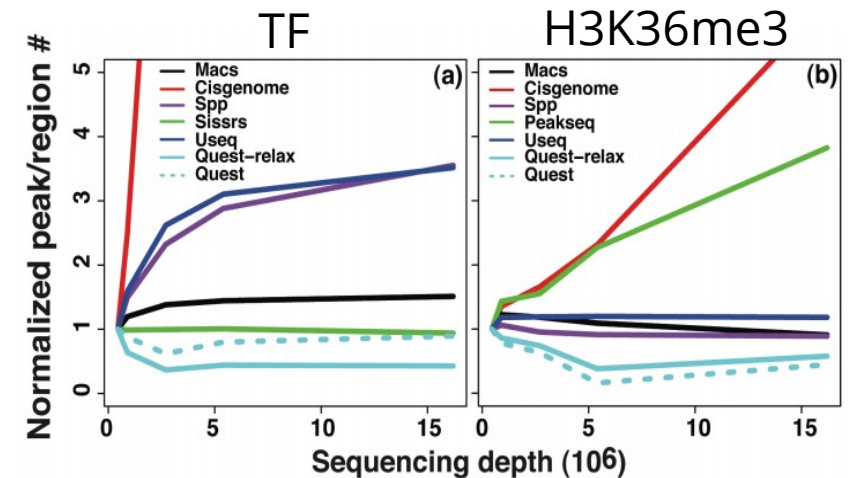 TF
H3K36me3
Normalized peak/region #
5
4
3
2
1
0
(a)
Macs
Cisgenome
Spp
Sissrs
Useq
Quest-relax
Quest
0
5
10
15
(b)
Macs
Cisgenome
Spp
Peakseq
Useq
Quest-relax
Quest
0
5
10
15
Sequencing depth (10⁶)